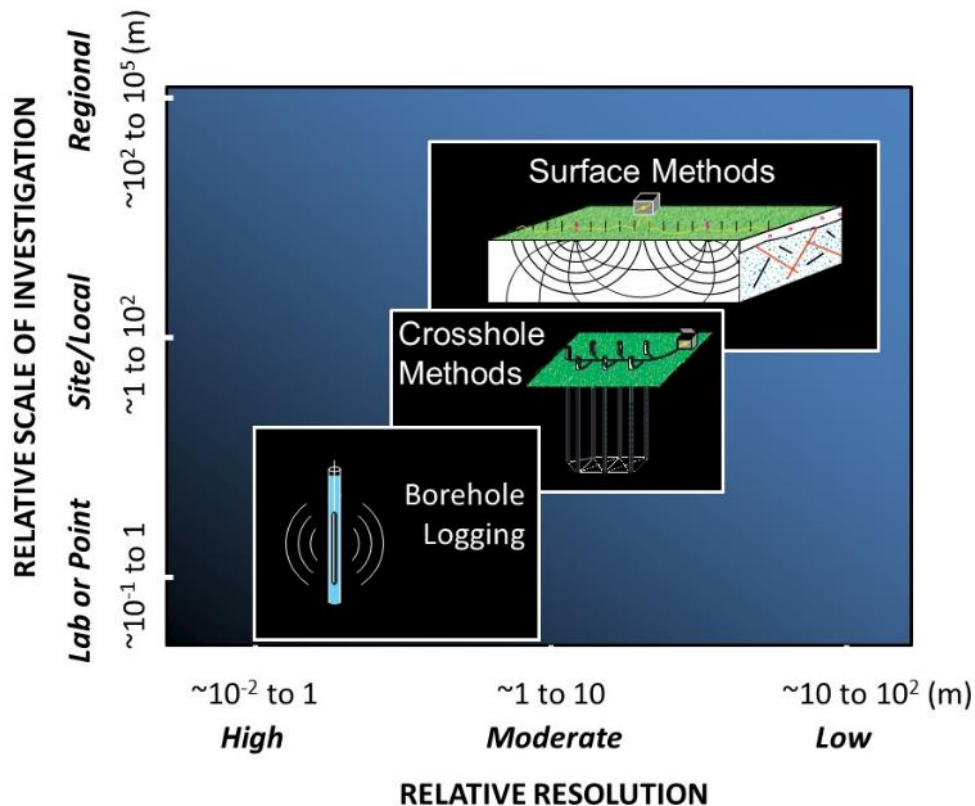 RELATIVE SCALE OF INVESTIGATION
Regional
~10² to 10⁵ (m)
Site/Local
~1 to 10²
Lab or Point
~10⁻¹ to 1
Surface Methods
Crosshole
Methods
Borehole
Logging
~10⁻² to 1
~1 to 10
~10 to 10² (m)
High
Moderate
Low
RELATIVE RESOLUTION